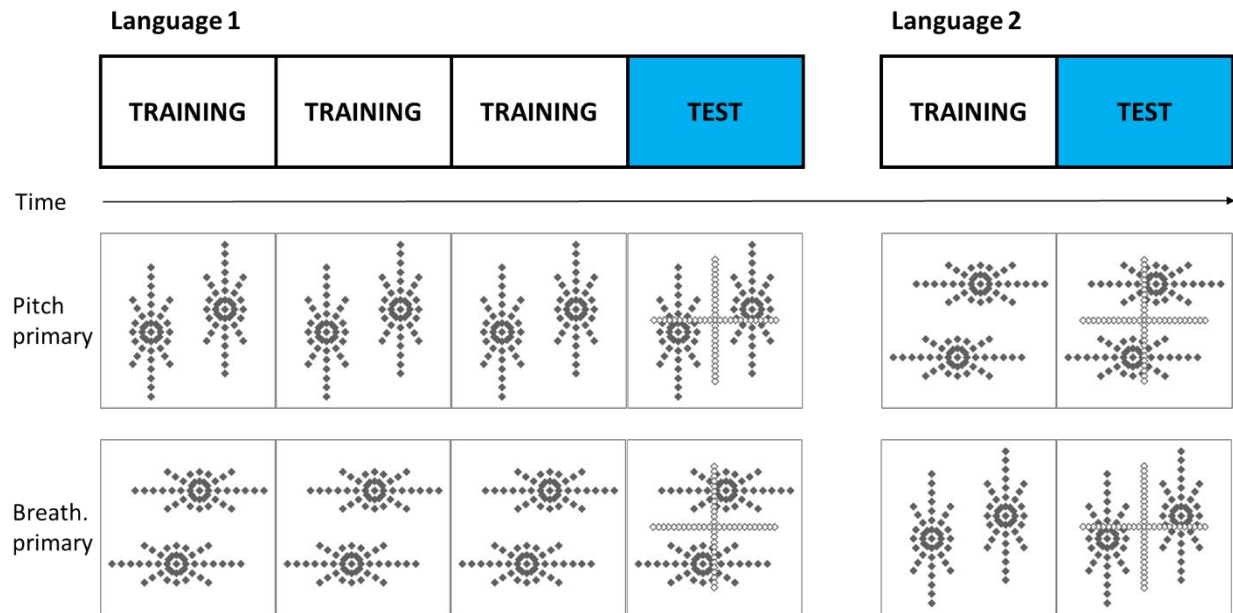 Language 1
Language 2
TRAINING TRAINING TRAINING TEST TRAINING TEST
Time
Pitch
primary
Breath.
primary